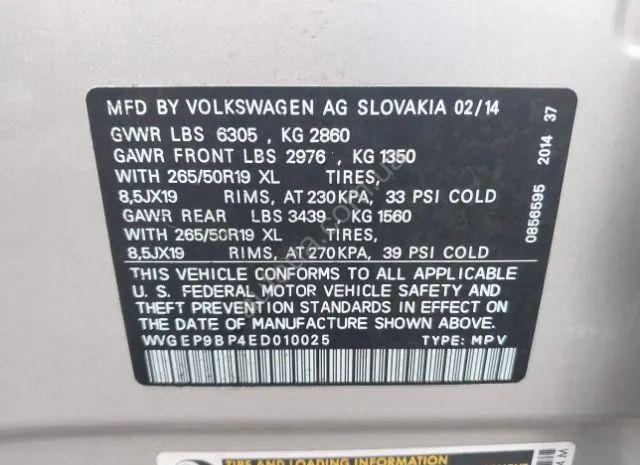 MFD BY VOLKSWAGEN AG SLOVAKIA 02/14
GVWR LBS 6305 , KG 2860
GAWR FRONT LBS 2976 , KG 1350
WITH 265/50R19 XL TIRES,
8,5JX19 RIMS, AT 230KPA, 33 PSI COLD
GAWR REAR LBS 3439 , KG 1560
WITH 265/50R19 XL TIRES,
8,5JX19 RIMS, AT 270KPA, 39 PSI COLD
THIS VEHICLE CONFORMS TO ALL APPLICABLE
U. S. FEDERAL MOTOR VEHICLE SAFETY AND
THEFT PREVENTION STANDARDS IN EFFECT ON
THE DATE OF MANUFACTURE SHOWN ABOVE.
WVGEP9BP4ED010025 TYPE: MPV
0856595 2014 37
TIRE AND LOADING INFORMATION